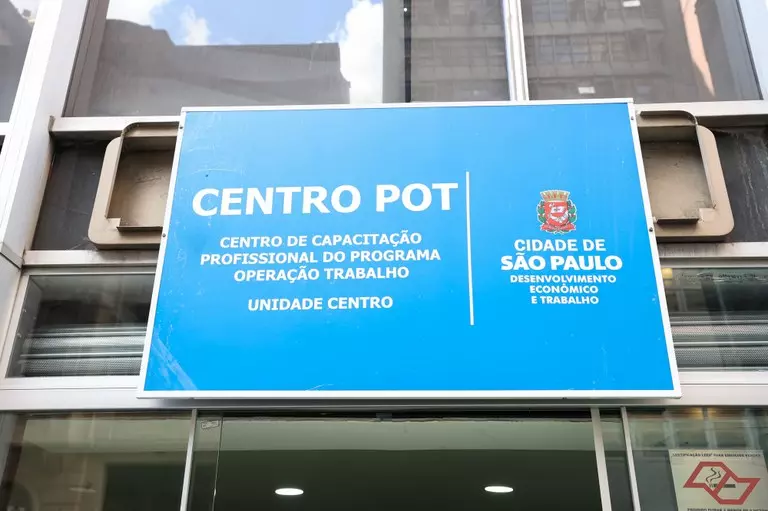 CENTRO POT
CENTRO DE CAPACITAÇÃO
PROFISSIONAL DO PROGRAMA
OPERAÇÃO TRABALHO
UNIDADE CENTRO
CIDADE DE
SÃO PAULO
DESENVOLVIMENTO
ECONÔMICO
E TRABALHO